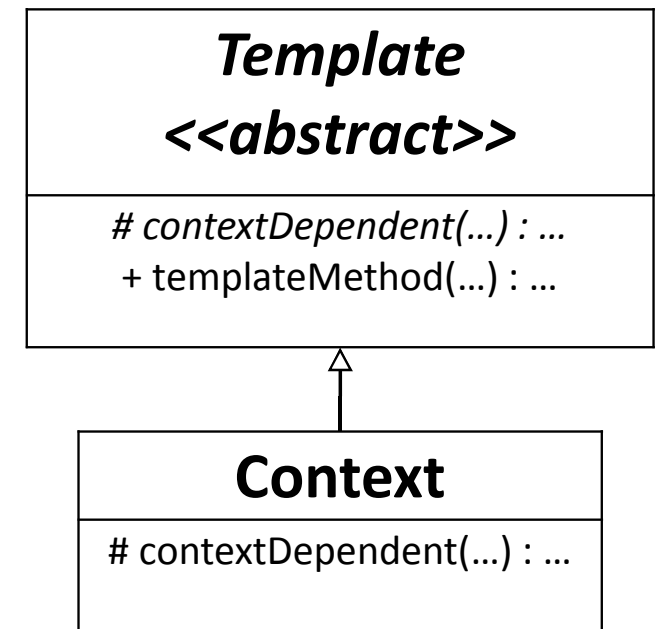 Template
<<abstract>>
# contextDependent(…) : …
+ templateMethod(…) : …
Context
# contextDependent(…) : …